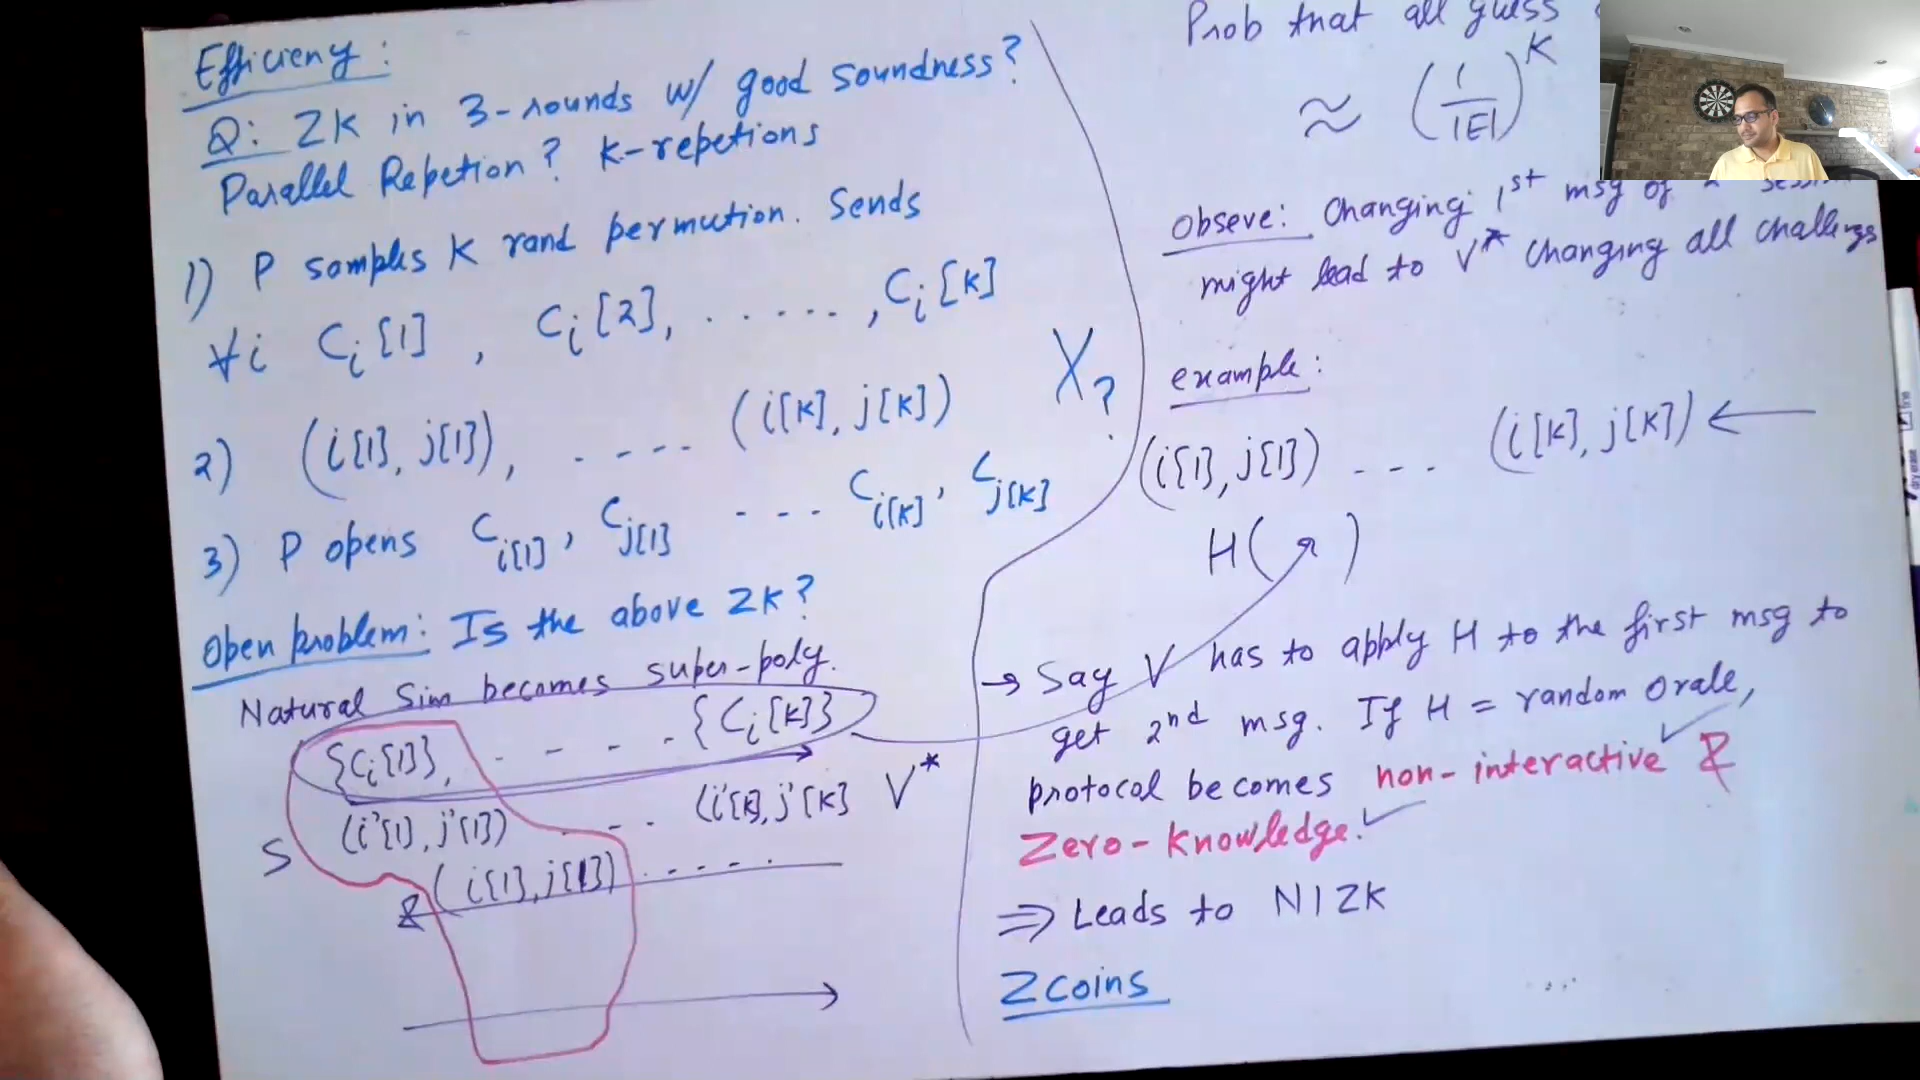 Efficieny:
Q: ZK in 3-rounds w/ good soundness?
Parallel Repetion? K-repetions
1) P samples K rand permution. Sends
∀i Ci[1], Ci[2], ......, Ci[K]
2) (i[1], j[1]), .... (i[K], j[K])
X?
3) P opens Ci[1], Cj[1] --- Ci[K], Cj[K]
Open problem: Is the above ZK?
Natural Sim becomes super-poly.
{Ci[1]}, - - - - {Ci[K]}
(i'[1], j'[1]) - - - (i'[K], j'[K] V*
S
(i[1], j[1]) ......
Prob that all guess
≈ (1/|E|)^K
Obseve: Changing 1st msg of
might lead to V* changing all challengs
example:
(i[1], j[1]) - - - (i[K], j[K]) ←
H( )
→ Say V has to apply H to the first msg to
get 2nd msg. If H = random Orale,
protocol becomes non-interactive &
Zero-Knowledge.
⇒ Leads to NIZK
Zcoins